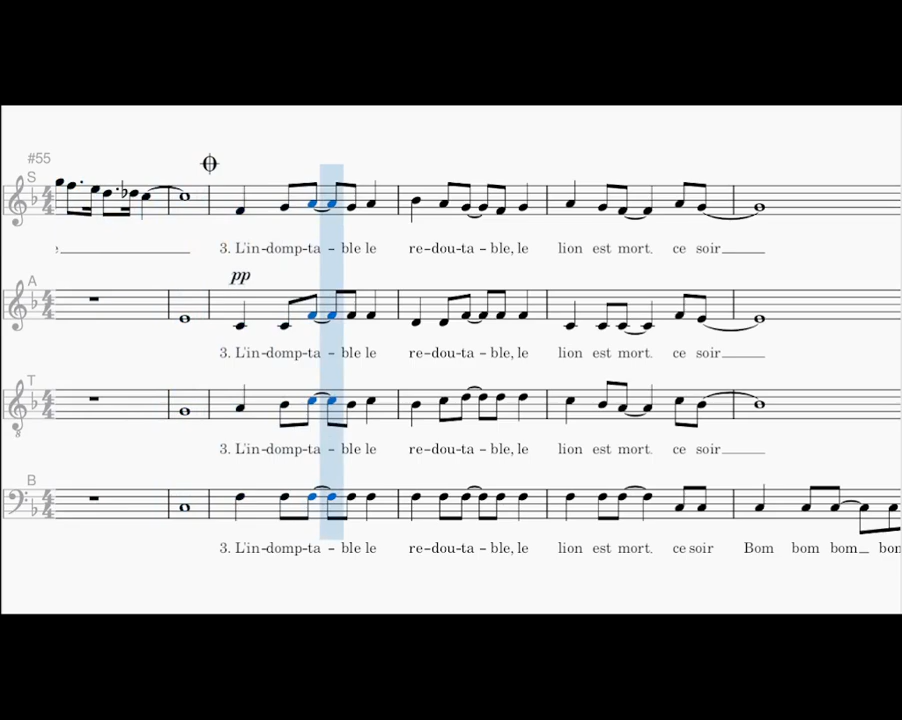 #55
S
3. L'in-domp-ta - ble le re-dou-ta - ble, le lion est mort. ce soir
pp
A
3. L'in-domp-ta - ble le re-dou-ta - ble, le lion est mort. ce soir
T
3. L'in-domp-ta - ble le re-dou-ta - ble, le lion est mort. ce soir
8
B
3. L'in-domp-ta - ble le re-dou-ta - ble, le lion est mort. ce soir Bom bom bom bon